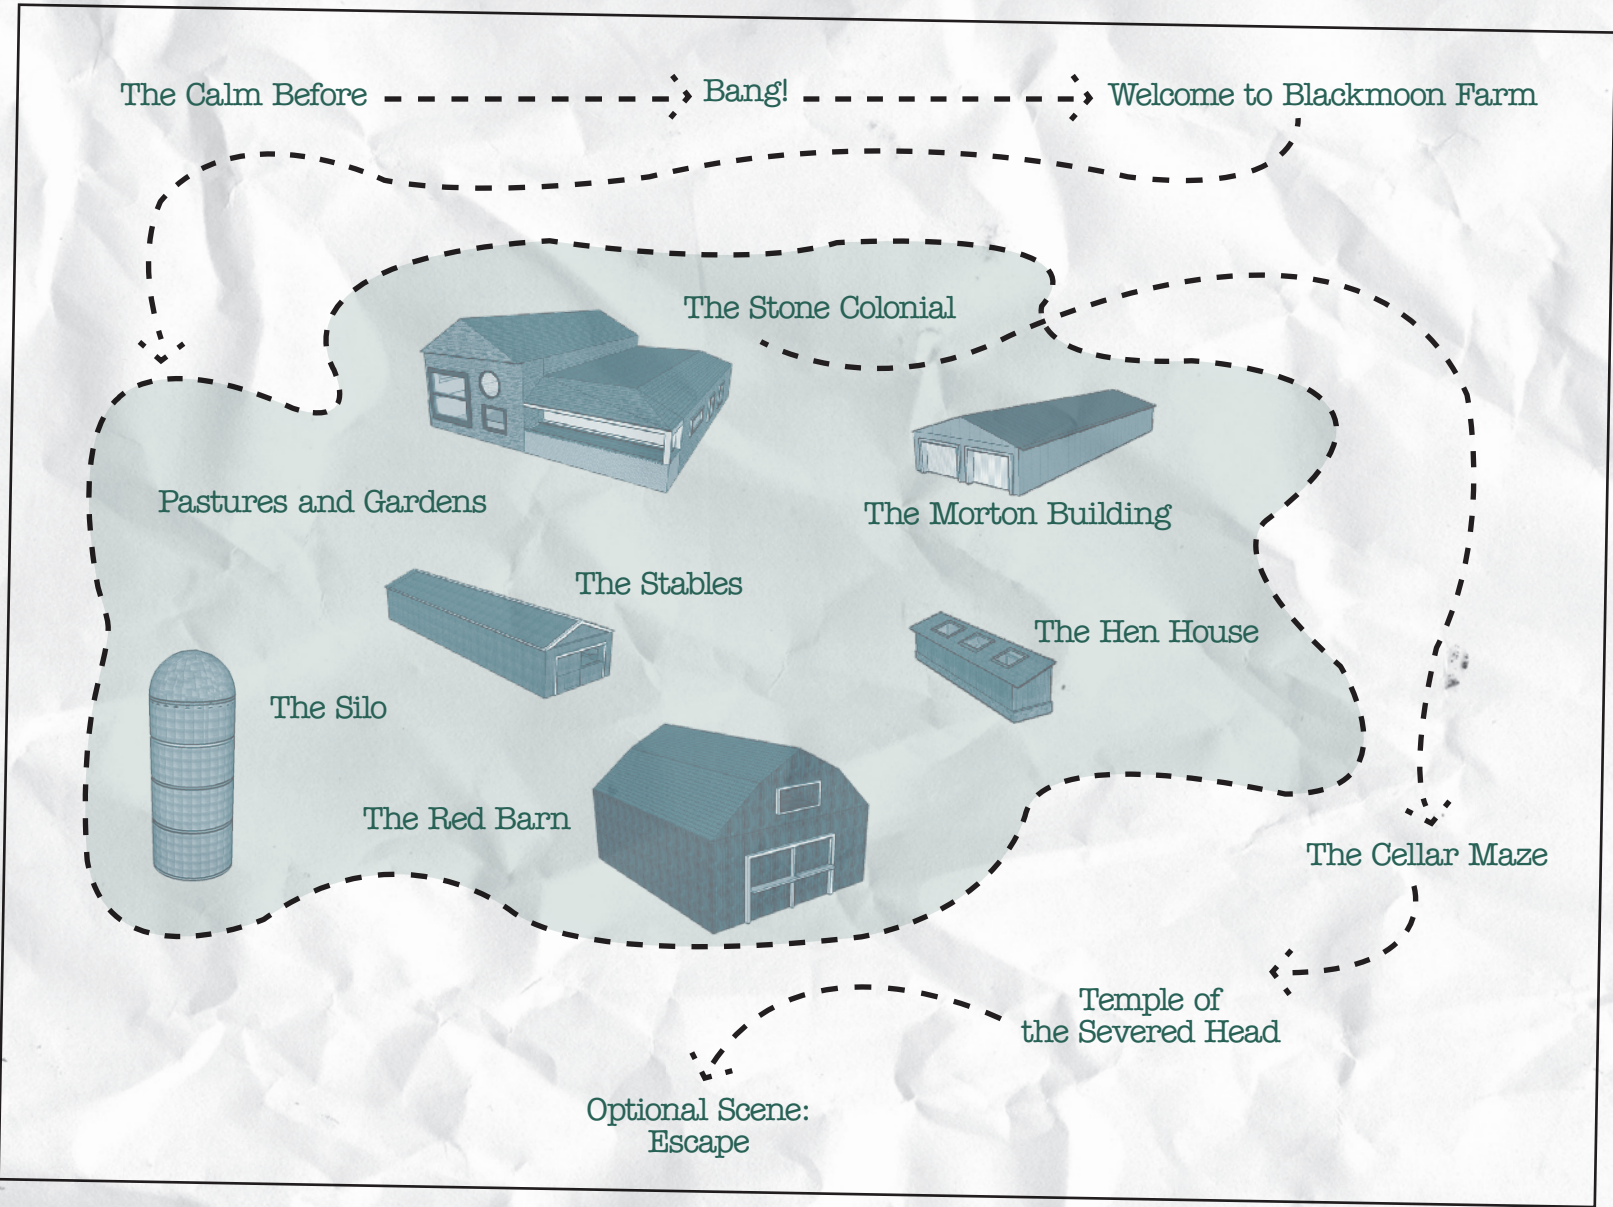 The Calm Before
Bang!
Welcome to Blackmoon Farm
The Stone Colonial
Pastures and Gardens
The Morton Building
The Stables
The Hen House
The Silo
The Red Barn
The Cellar Maze
Temple of
the Severed Head
Optional Scene:
Escape